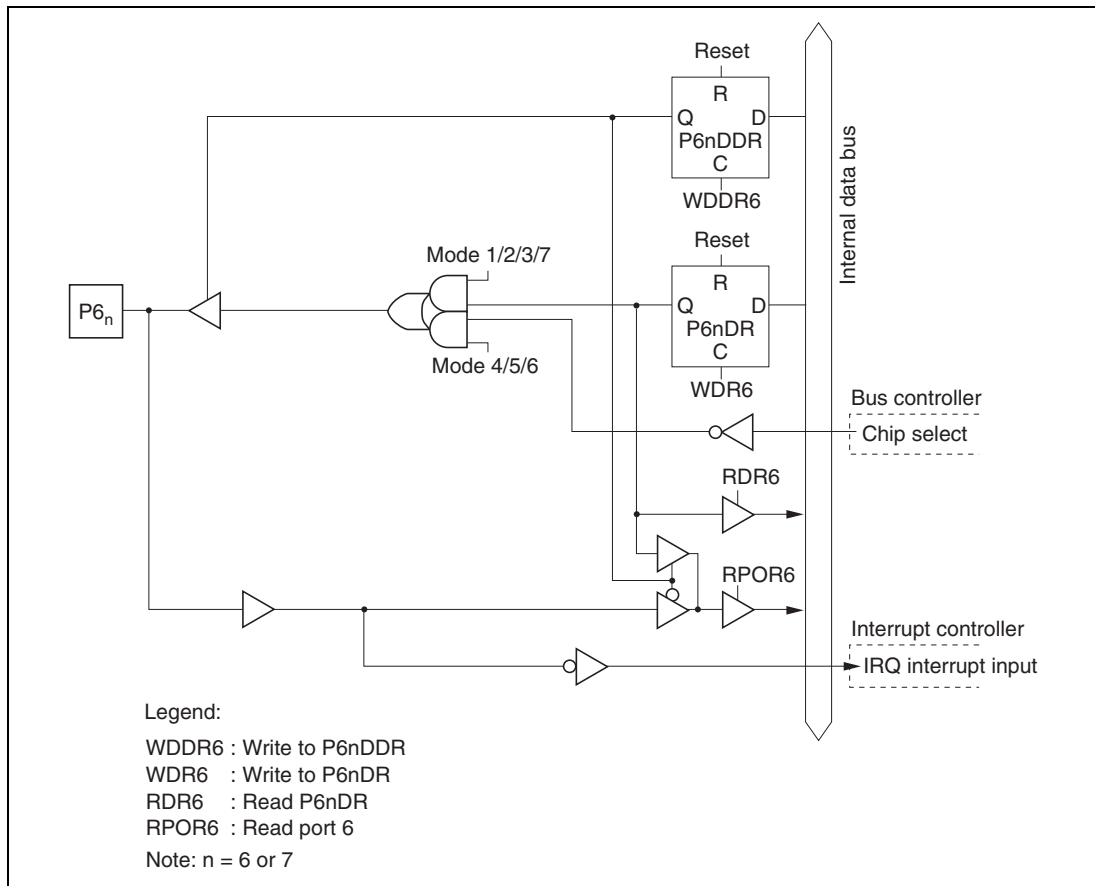 Reset
R
Q D
P6nDDR
C
WDDR6
Internal data bus
Reset
R
Mode 1/2/3/7
Q D
P6nDR
C
WDR6
P6n
Mode 4/5/6
Bus controller
Chip select
RDR6
RPOR6
Interrupt controller
IRQ interrupt input
Legend:
WDDR6 : Write to P6nDDR
WDR6 : Write to P6nDR
RDR6 : Read P6nDR
RPOR6 : Read port 6
Note: n = 6 or 7